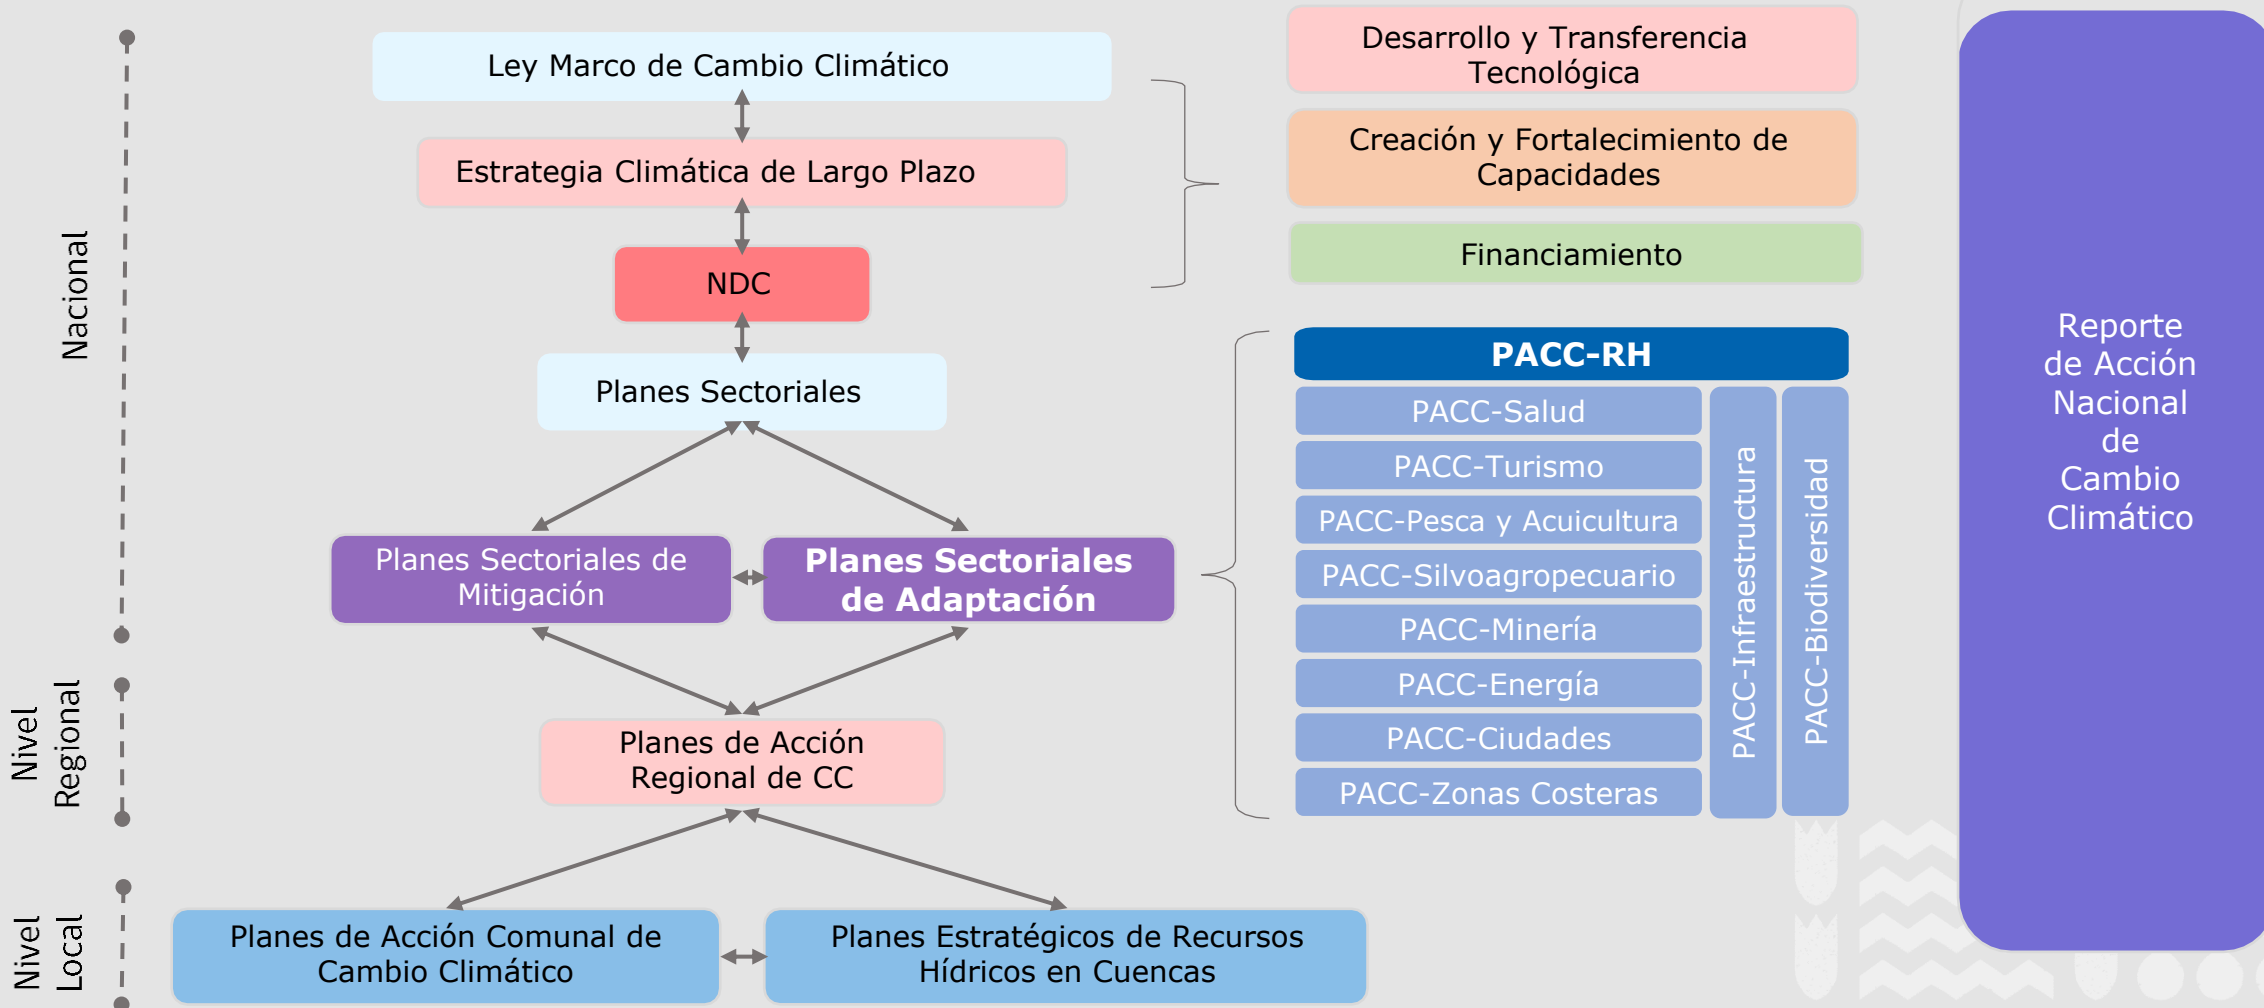 Nacional
Nivel
Regional
Nivel
Local
Ley Marco de Cambio Climático
Estrategia Climática de Largo Plazo
NDC
Planes Sectoriales
Planes Sectoriales de
Mitigación
Planes Sectoriales
de Adaptación
Planes de Acción
Regional de CC
Planes de Acción Comunal de
Cambio Climático
Planes Estratégicos de Recursos
Hídricos en Cuencas
Desarrollo y Transferencia
Tecnológica
Creación y Fortalecimiento de
Capacidades
Financiamiento
PACC-RH
PACC-Salud
PACC-Turismo
PACC-Pesca y Acuicultura
PACC-Silvoagropecuario
PACC-Minería
PACC-Energía
PACC-Ciudades
PACC-Zonas Costeras
PACC-Infraestructura
PACC-Biodiversidad
Reporte
de Acción
Nacional
de
Cambio
Climático